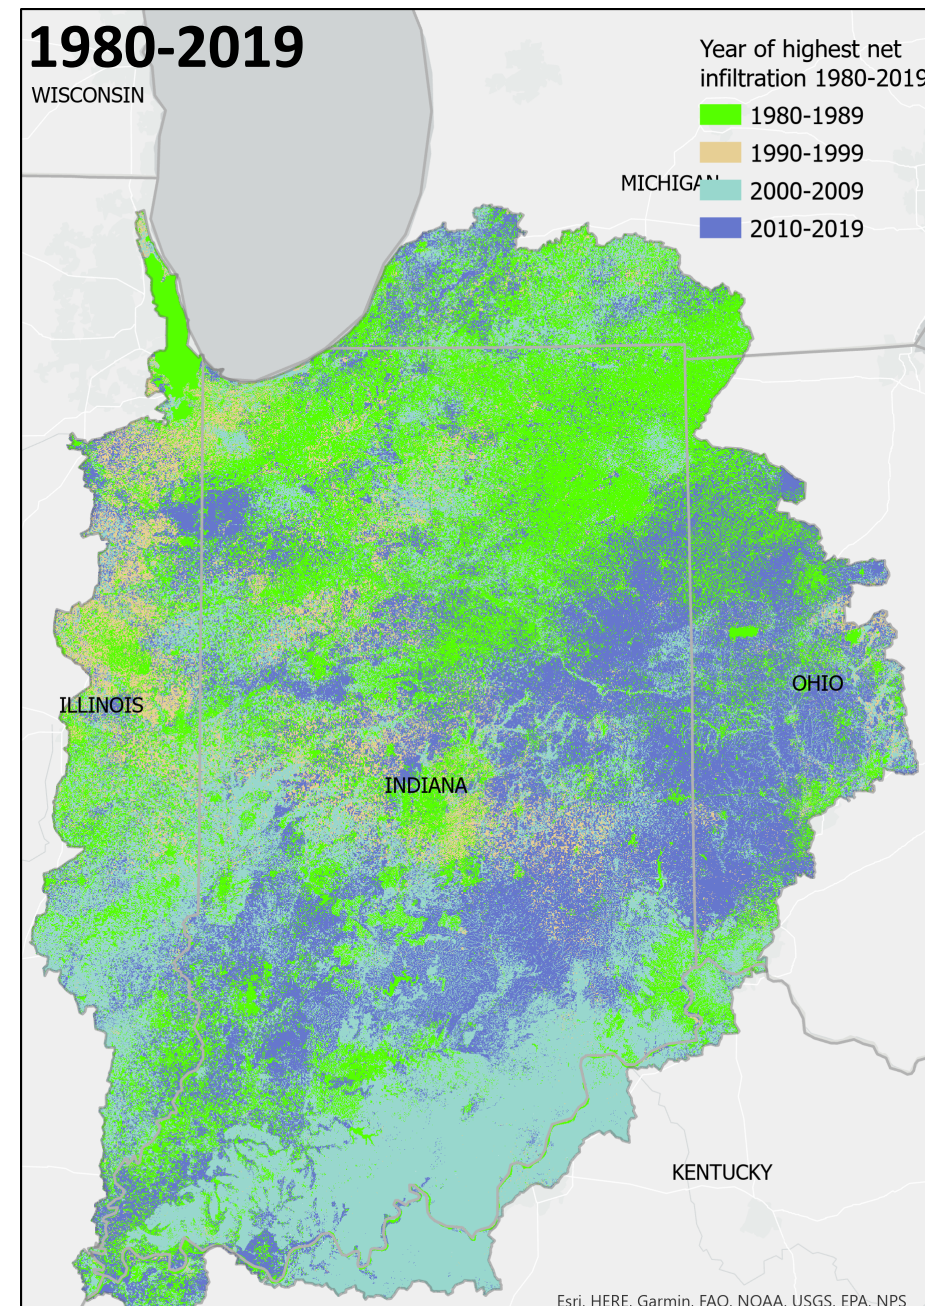 1980-2019
WISCONSIN
Year of highest net
infiltration 1980-2019
1980-1989
1990-1999
2000-2009
2010-2019
MICHIGAN
OHIO
ILLINOIS
INDIANA
KENTUCKY
Esri, HERE, Garmin, FAO, NOAA, USGS, EPA, NPS